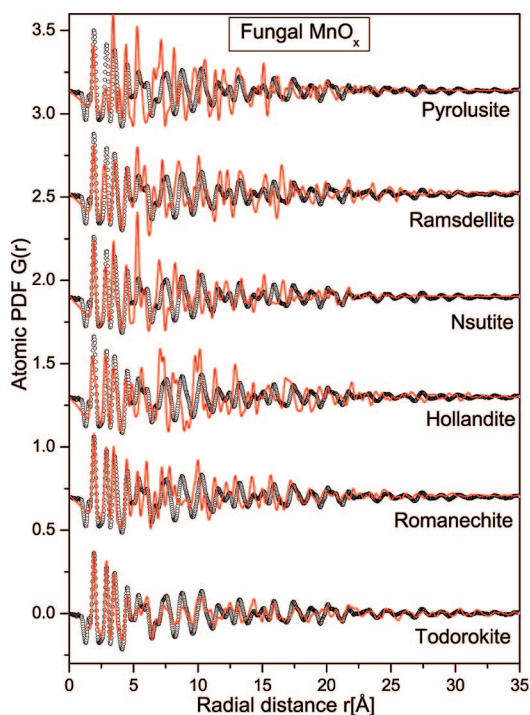 Fungal MnOx
Atomic PDF G(r)
3.5
3.0
2.5
2.0
1.5
1.0
0.5
0.0
Pyrolusite
Ramsdellite
Nsutite
Hollandite
Romanechite
Todorokite
0 5 10 15 20 25 30 35
Radial distance r[Å]